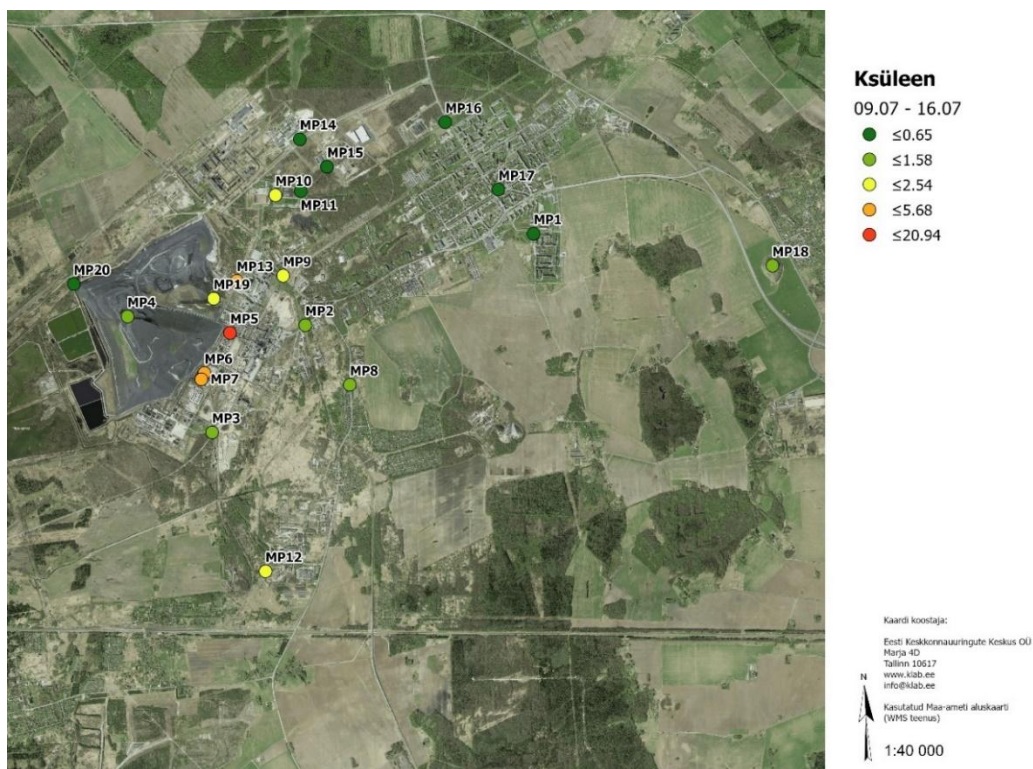 MP16
MP14
MP15
MP17
MP10
MP11
MP1
MP18
MP13
MP9
MP20
MP19
MP4
MP5
MP2
MP6
MP7
MP8
MP3
MP12
Ksüleen
09.07 - 16.07
≤0.65
≤1.58
≤2.54
≤5.68
≤20.94
Kaardi koostaja:
Eesti Keskkonnauuringute Keskus OÜ
Marja 4D
Tallinn 10617
www.klab.ee
info@klab.ee
N
Kasutatud Maa-ameti aluskaarti
(WMS teenus)
1:40 000